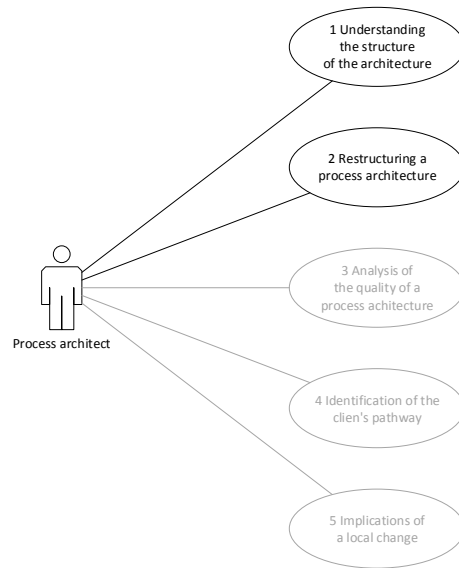 1 Understanding
the structure
of the architecture
2 Restructuring a
process architecture
3 Analysis of
the quality of a
process achitecture
Process architect
4 Identification of the
clien's pathway
5 Implications of
a local change